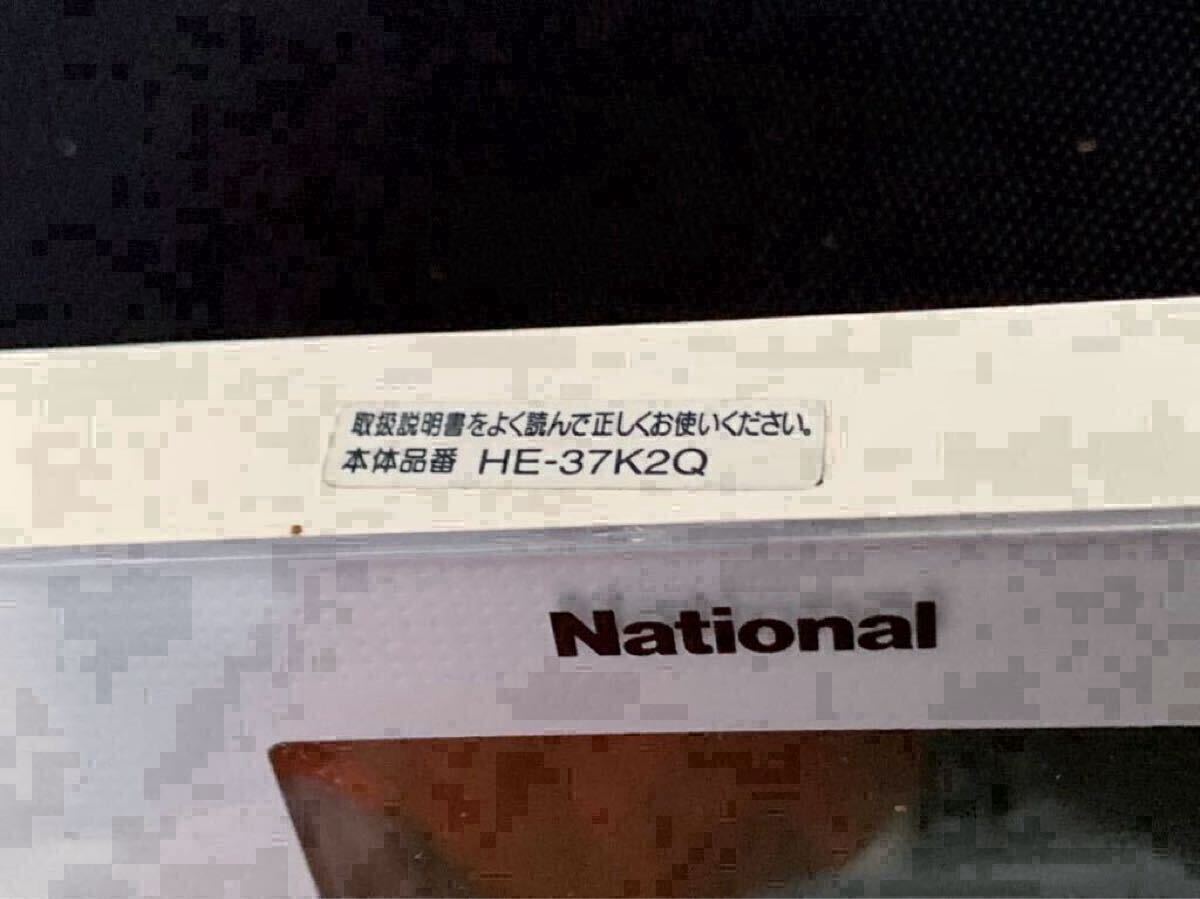 取扱説明書をよく読んで正しくお使いください。
本体品番 HE-37K2Q
National